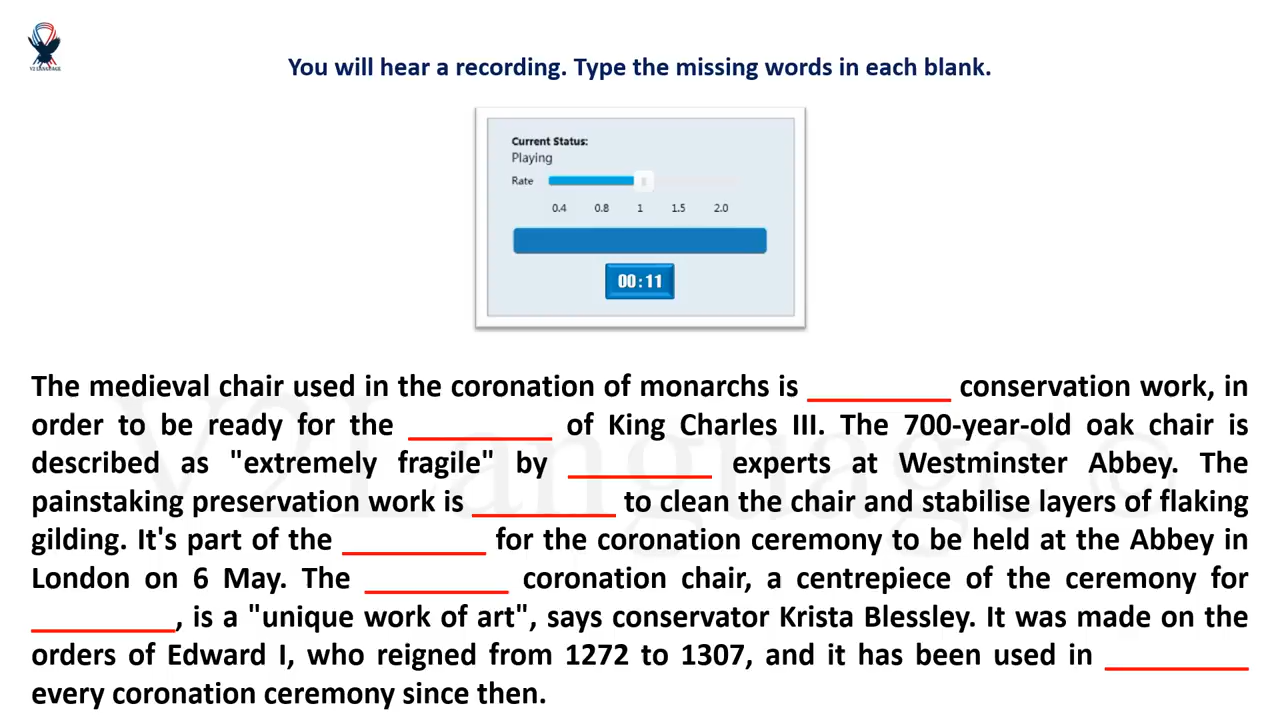 V2 LANGUAGE
You will hear a recording. Type the missing words in each blank.
Current Status:
Playing
Rate
0.4 0.8 1 1.5 2.0
00:11
The medieval chair used in the coronation of monarchs is __________ conservation work, in
order to be ready for the __________ of King Charles III. The 700-year-old oak chair is
described as "extremely fragile" by __________ experts at Westminster Abbey. The
painstaking preservation work is __________ to clean the chair and stabilise layers of flaking
gilding. It's part of the __________ for the coronation ceremony to be held at the Abbey in
London on 6 May. The __________ coronation chair, a centrepiece of the ceremony for
__________, is a "unique work of art", says conservator Krista Blessley. It was made on the
orders of Edward I, who reigned from 1272 to 1307, and it has been used in __________
every coronation ceremony since then.
V2Language ©